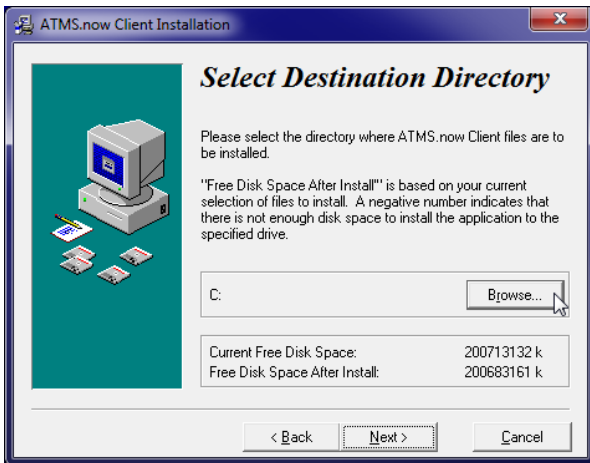 ATMS.now Client Installation
Select Destination Directory
Please select the directory where ATMS.now Client files are to
be installed.
"Free Disk Space After Install"' is based on your current
selection of files to install. A negative number indicates that
there is not enough disk space to install the application to the
specified drive.
C:
Browse...
Current Free Disk Space: 200713132 k
Free Disk Space After Install: 200683161 k
< Back
Next >
Cancel